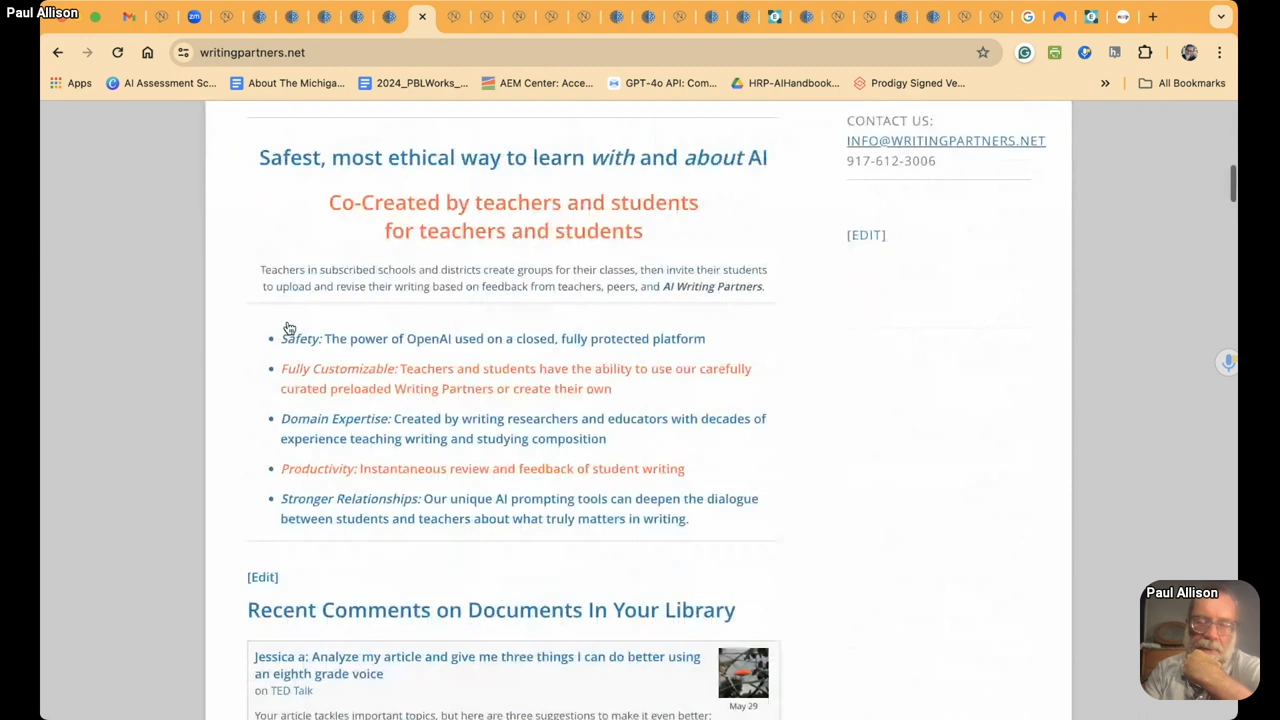 Paul Allison
writingpartners.net
Apps
AI Assessment Sc...
About The Michiga...
2024_PBLWorks_...
AEM Center: Acce...
GPT-4o API: Com...
HRP-AIHandbook...
Prodigy Signed Ve...
»
All Bookmarks
CONTACT US:
INFO@WRITINGPARTNERS.NET
917-612-3006
[EDIT]
Safest, most ethical way to learn with and about AI
Co-Created by teachers and students
for teachers and students
Teachers in subscribed schools and districts create groups for their classes, then invite their students
to upload and revise their writing based on feedback from teachers, peers, and AI Writing Partners.
• Safety: The power of OpenAI used on a closed, fully protected platform
• Fully Customizable: Teachers and students have the ability to use our carefully
curated preloaded Writing Partners or create their own
• Domain Expertise: Created by writing researchers and educators with decades of
experience teaching writing and studying composition
• Productivity: Instantaneous review and feedback of student writing
• Stronger Relationships: Our unique AI prompting tools can deepen the dialogue
between students and teachers about what truly matters in writing.
[Edit]
Recent Comments on Documents In Your Library
Jessica a: Analyze my article and give me three things I can do better using
an eighth grade voice
on TED Talk
May 29
Your article tackles important topics, but here are three suggestions to make it even better:
Paul Allison